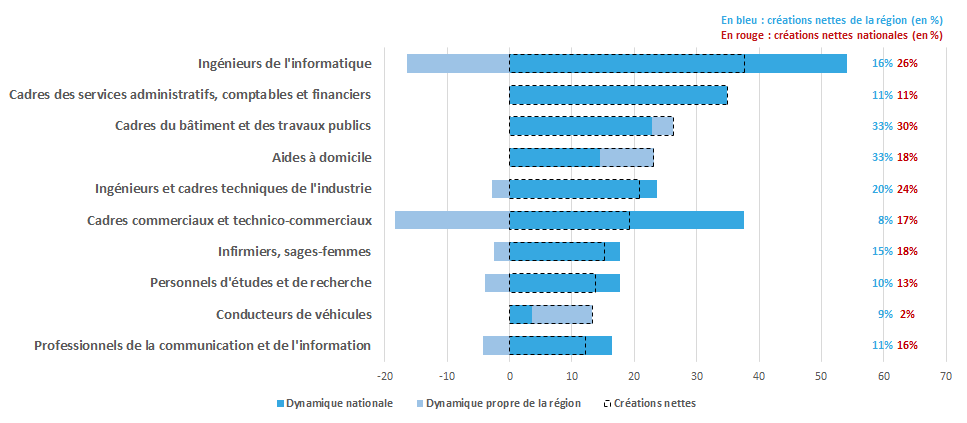 En bleu : créations nettes de la région (en %)
En rouge : créations nettes nationales (en %)
Ingénieurs de l'informatique 16% 26%
Cadres des services administratifs, comptables et financiers 11% 11%
Cadres du bâtiment et des travaux publics 33% 30%
Aides à domicile 33% 18%
Ingénieurs et cadres techniques de l'industrie 20% 24%
Cadres commerciaux et technico-commerciaux 8% 17%
Infirmiers, sages-femmes 15% 18%
Personnels d'études et de recherche 10% 13%
Conducteurs de véhicules 9% 2%
Professionnels de la communication et de l'information 11% 16%
-20 -10 0 10 20 30 40 50 60 70
Dynamique nationale Dynamique propre de la région Créations nettes